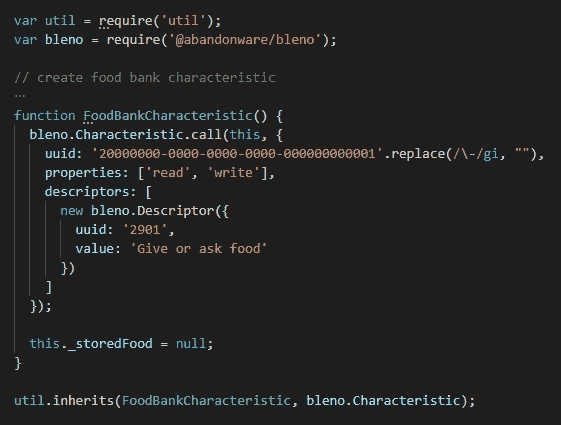 var util = require('util');
var bleno = require('@abandonware/bleno');
// create food bank characteristic
…
function FoodBankCharacteristic() {
bleno.Characteristic.call(this, {
uuid: '20000000-0000-0000-0000-000000000001'.replace(/\-/gi, ""),
properties: ['read', 'write'],
descriptors: [
new bleno.Descriptor({
uuid: '2901',
value: 'Give or ask food'
})
]
});
this._storedFood = null;
}
util.inherits(FoodBankCharacteristic, bleno.Characteristic);